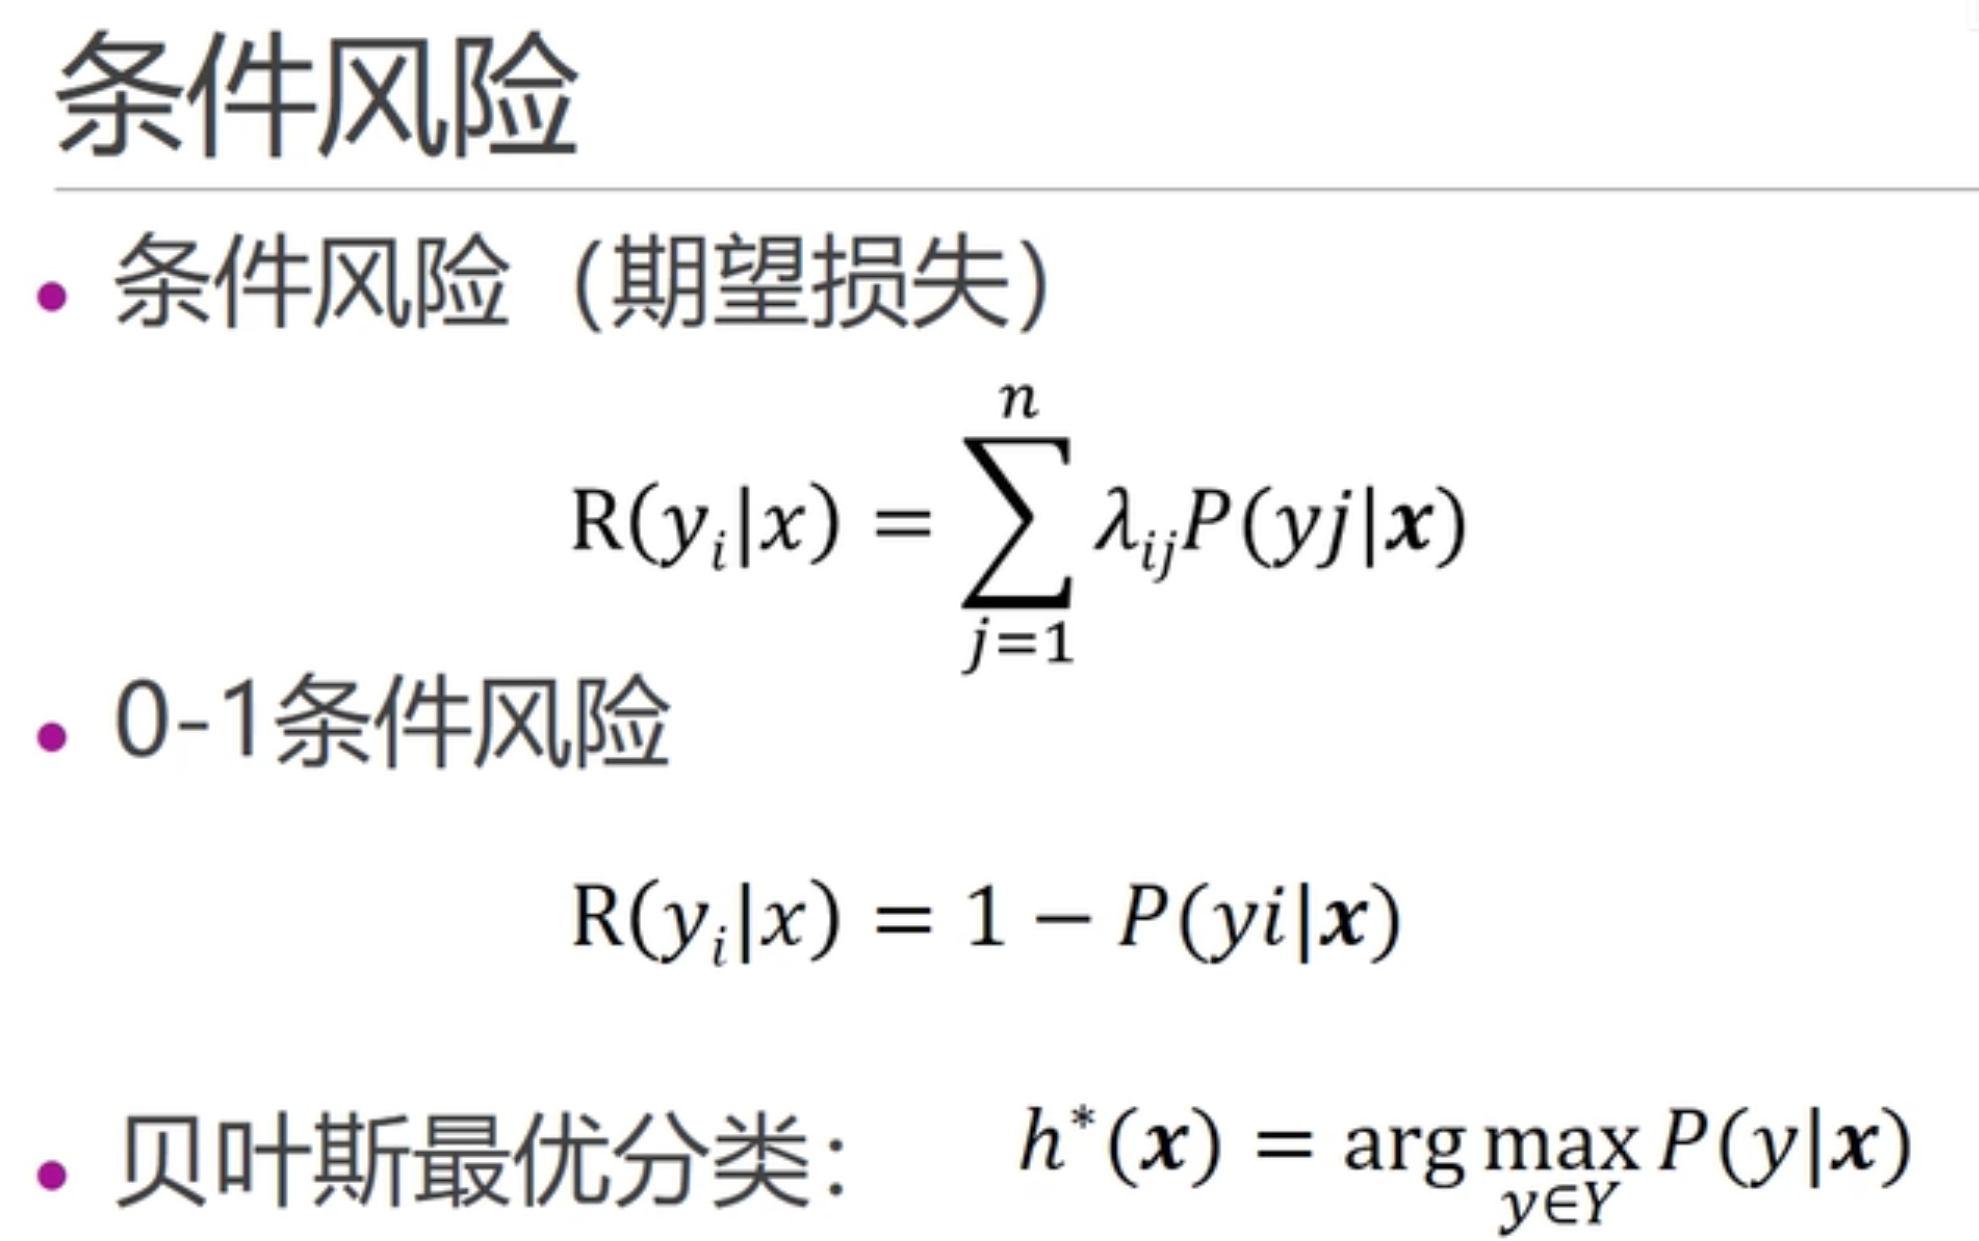 条件风险
• 条件风险（期望损失）
R(y_i|x) = \sum_{j=1}^{n} λ_{ij}P(yj|x)
• 0-1条件风险
R(y_i|x) = 1 − P(yi|x)
• 贝叶斯最优分类： h^*(x) = arg max_{y∈Y} P(y|x)